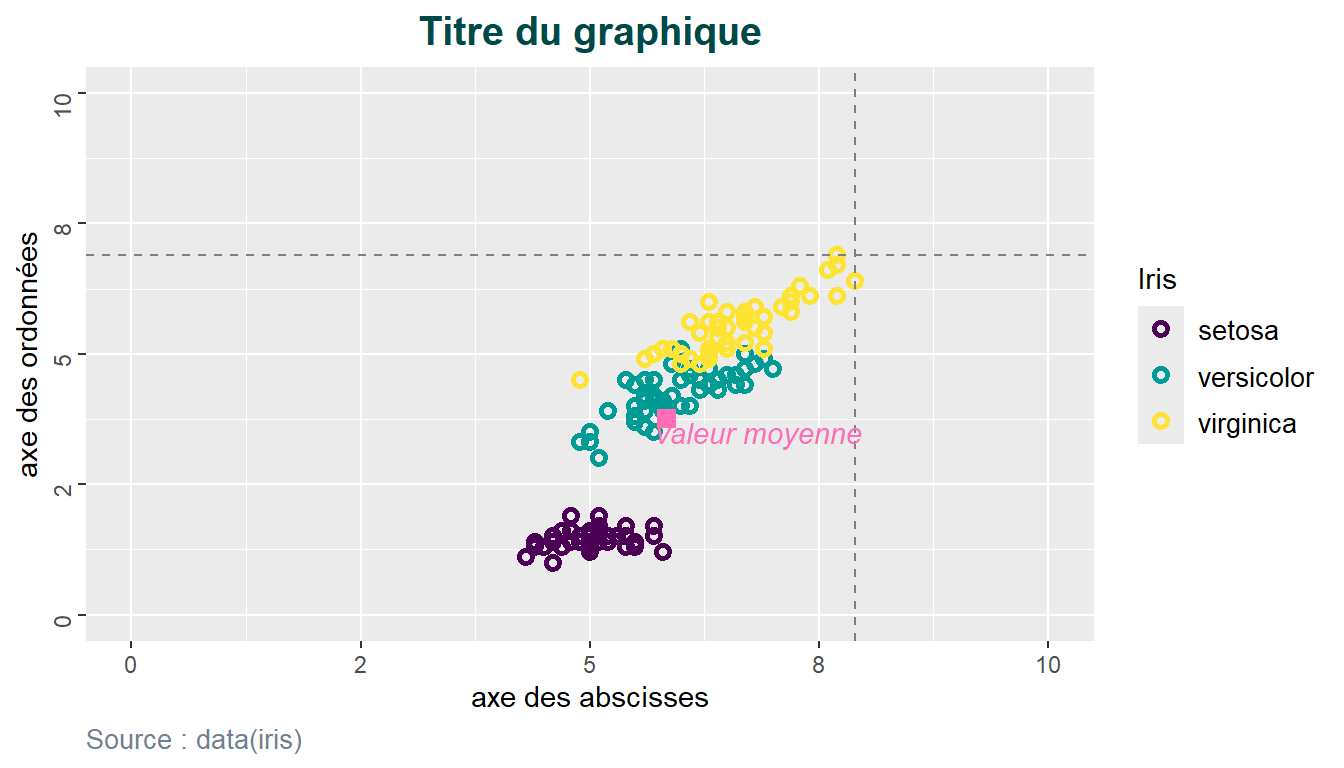 Titre du graphique
axe des ordonnées
10
8
5
2
0
valeur moyenne
0 2 5 8 10
axe des abscisses
Source : data(iris)
Iris
setosa
versicolor
virginica